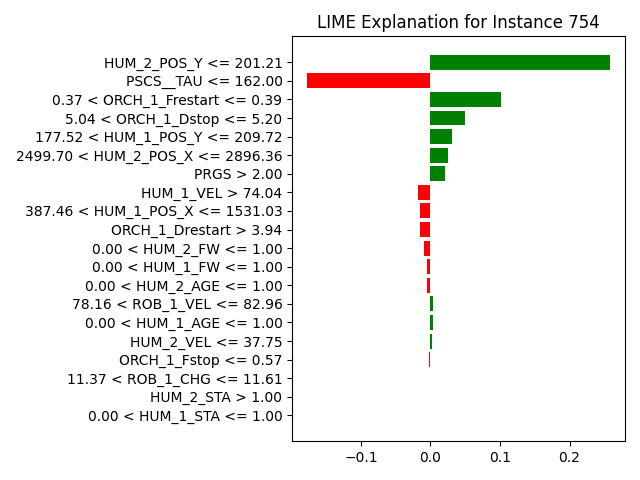 LIME Explanation for Instance 754
HUM_2_POS_Y <= 201.21
PSCS__TAU <= 162.00
0.37 < ORCH_1_Frestart <= 0.39
5.04 < ORCH_1_Dstop <= 5.20
177.52 < HUM_1_POS_Y <= 209.72
2499.70 < HUM_2_POS_X <= 2896.36
PRGS > 2.00
HUM_1_VEL > 74.04
387.46 < HUM_1_POS_X <= 1531.03
ORCH_1_Drestart > 3.94
0.00 < HUM_2_FW <= 1.00
0.00 < HUM_1_FW <= 1.00
0.00 < HUM_2_AGE <= 1.00
78.16 < ROB_1_VEL <= 82.96
0.00 < HUM_1_AGE <= 1.00
HUM_2_VEL <= 37.75
ORCH_1_Fstop <= 0.57
11.37 < ROB_1_CHG <= 11.61
HUM_2_STA > 1.00
0.00 < HUM_1_STA <= 1.00
−0.1 0.0 0.1 0.2